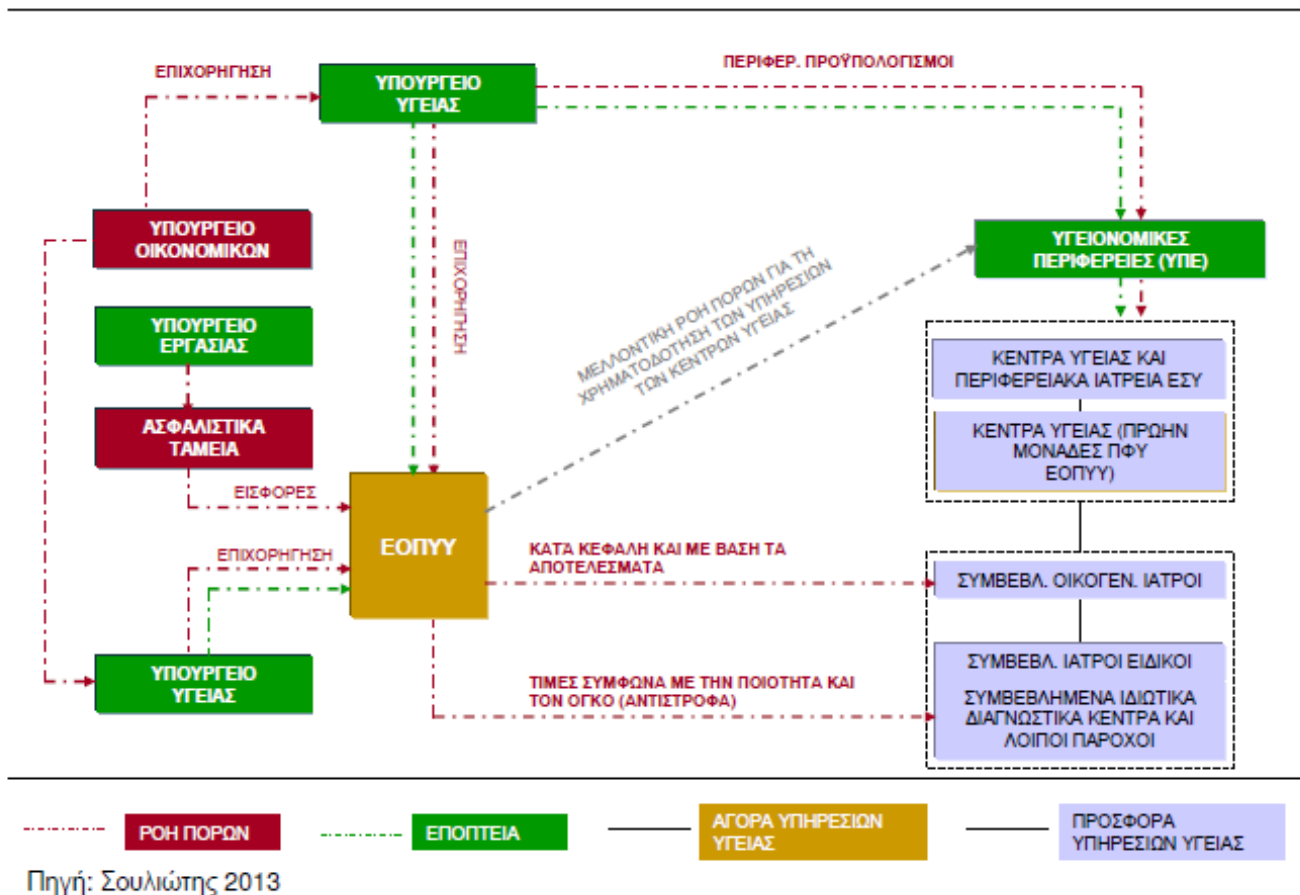 ΕΠΙΧΟΡΗΓΗΣΗ
ΥΠΟΥΡΓΕΙΟ
ΥΓΕΙΑΣ
ΠΕΡΙΦΕΡ. ΠΡΟΫΠΟΛΟΓΙΣΜΟΙ
ΥΠΟΥΡΓΕΙΟ
ΟΙΚΟΝΟΜΙΚΩΝ
ΕΠΙΧΟΡΗΓΗΣΗ
ΜΕΛΛΟΝΤΙΚΗ ΡΟΗ ΠΟΡΩΝ ΓΙΑ ΤΗ
ΧΡΗΜΑΤΟΔΟΤΗΣΗ ΤΩΝ ΥΠΗΡΕΣΙΩΝ
ΤΩΝ ΚΕΝΤΡΩΝ ΥΓΕΙΑΣ
ΥΓΕΙΟΝΟΜΙΚΕΣ
ΠΕΡΙΦΕΡΕΙΕΣ (ΥΠΕ)
ΥΠΟΥΡΓΕΙΟ
ΕΡΓΑΣΙΑΣ
ΚΕΝΤΡΑ ΥΓΕΙΑΣ ΚΑΙ
ΠΕΡΙΦΕΡΕΙΑΚΑ ΙΑΤΡΕΙΑ ΕΣΥ
ΑΣΦΑΛΙΣΤΙΚΑ
ΤΑΜΕΙΑ
ΚΕΝΤΡΑ ΥΓΕΙΑΣ (ΠΡΩΗΝ
ΜΟΝΑΔΕΣ ΠΦΥ
ΕΟΠΥΥ)
ΕΙΣΦΟΡΕΣ
ΕΟΠΥΥ
ΕΠΙΧΟΡΗΓΗΣΗ
ΚΑΤΆ ΚΕΦΑΛΗ ΚΑΙ ΜΕ ΒΑΣΗ ΤΑ
ΑΠΟΤΕΛΕΣΜΑΤΑ
ΣΥΜΒΕΒΛ. ΟΙΚΟΓΕΝ. ΙΑΤΡΟΙ
ΥΠΟΥΡΓΕΙΟ
ΥΓΕΙΑΣ
ΤΙΜΕΣ ΣΥΜΦΩΝΑ ΜΕ ΤΗΝ ΠΟΙΟΤΗΤΑ ΚΑΙ
ΤΟΝ ΟΓΚΟ (ΑΝΤΙΣΤΡΟΦΑ)
ΣΥΜΒΕΒΛ. ΙΑΤΡΟΙ ΕΙΔΙΚΟΙ
ΣΥΜΒΕΒΛΗΜΕΝΑ ΙΔΙΩΤΙΚΑ
ΔΙΑΓΝΩΣΤΙΚΑ ΚΕΝΤΡΑ ΚΑΙ
ΛΟΙΠΟΙ ΠΑΡΟΧΟΙ
ΡΟΗ ΠΟΡΩΝ
ΕΠΟΠΤΕΙΑ
ΑΓΟΡΑ ΥΠΗΡΕΣΙΩΝ
ΥΓΕΙΑΣ
ΠΡΟΣΦΟΡΑ
ΥΠΗΡΕΣΙΩΝ ΥΓΕΙΑΣ
Πηγή: Σουλιώτης 2013